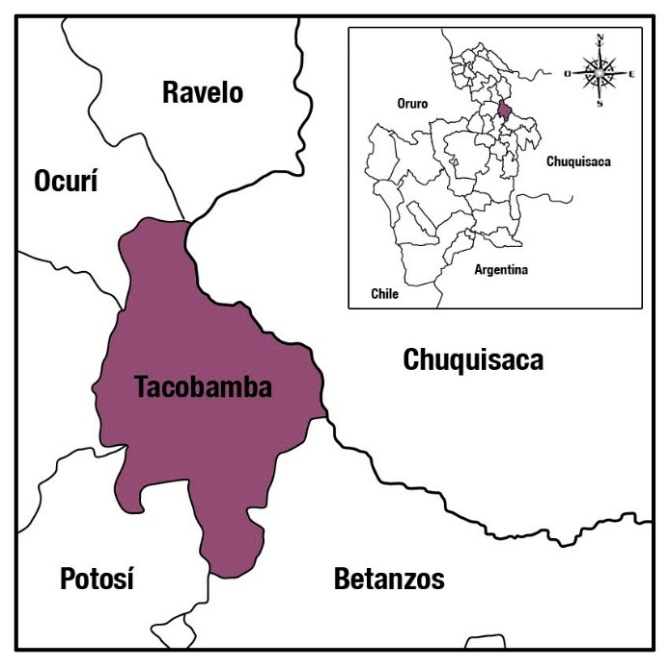 Ravelo
Ocurí
Tacobamba
Chuquisaca
Potosí
Betanzos
N
O
E
S
Oruro
Chuquisaca
Argentina
Chile